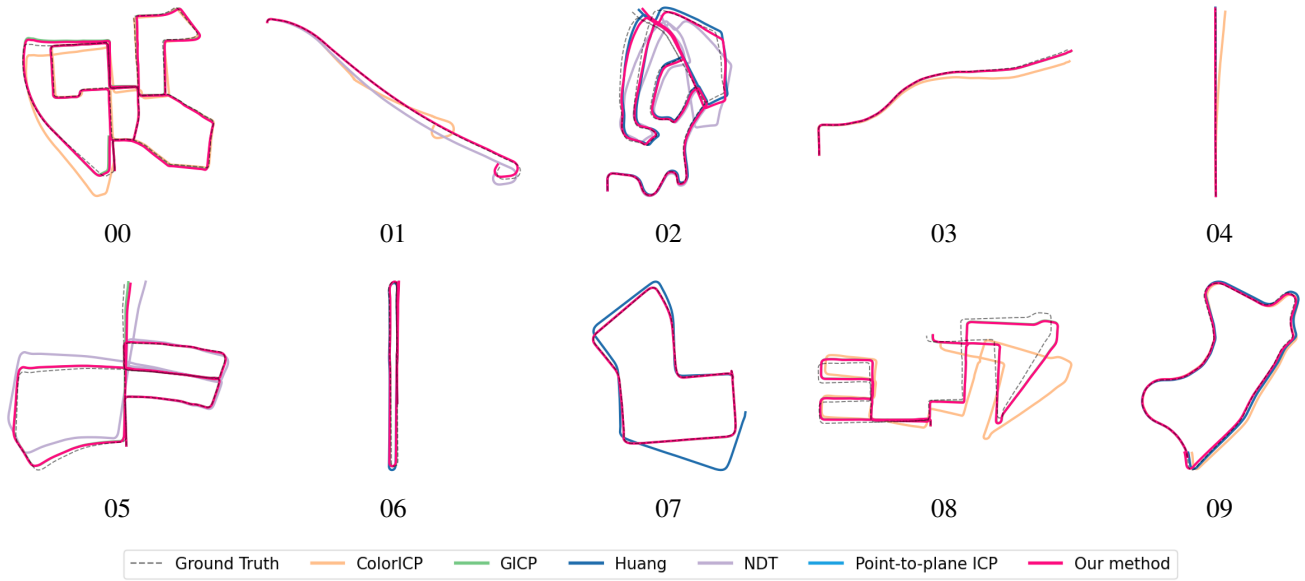 00 01 02 03 04
05 06 07 08 09
Ground Truth ColorICP GICP Huang NDT Point-to-plane ICP Our method